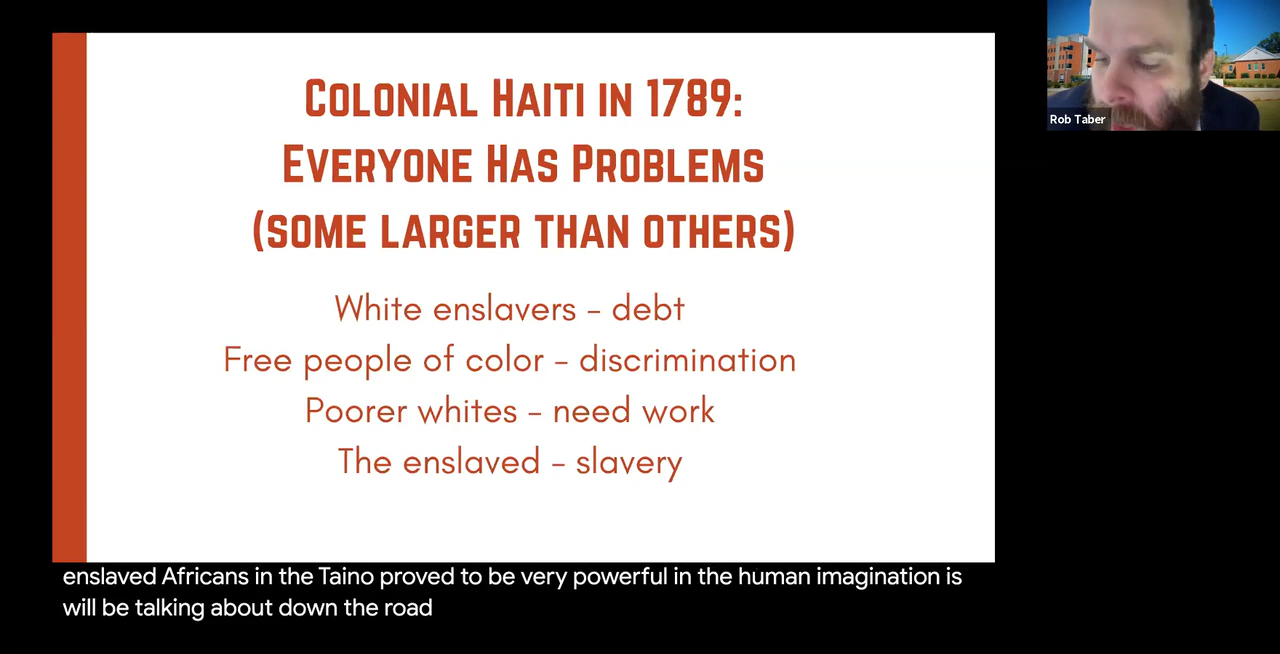 COLONIAL HAITI IN 1789:
EVERYONE HAS PROBLEMS
(SOME LARGER THAN OTHERS)
White enslavers – debt
Free people of color – discrimination
Poorer whites – need work
The enslaved – slavery
Rob Taber
enslaved Africans in the Taino proved to be very powerful in the human imagination is
will be talking about down the road